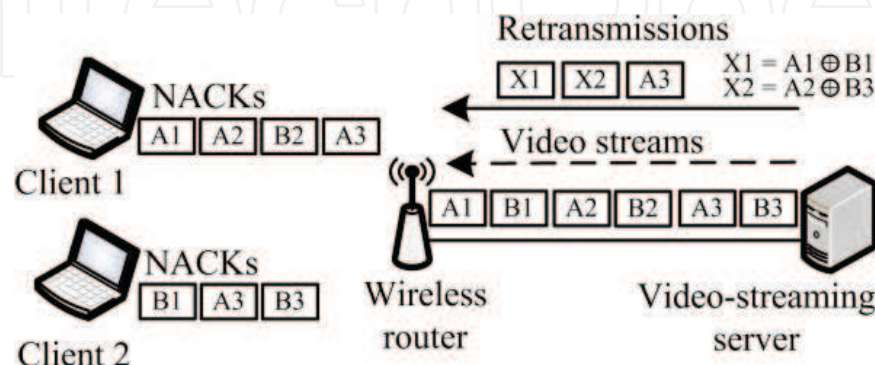 Retransmissions
X1 X2 A3
X1 = A1 ⊕ B1
X2 = A2 ⊕ B3
NACKs
A1 A2 B2 A3
Client 1
Video streams
A1 B1 A2 B2 A3 B3
NACKs
B1 A3 B3
Client 2
Wireless
router
Video-streaming
server